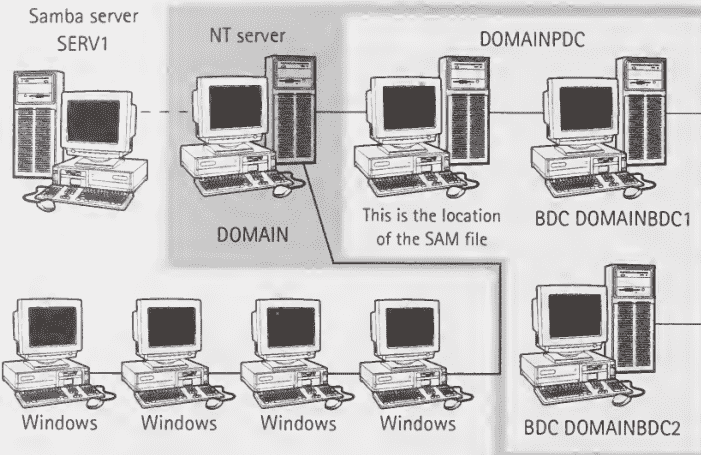 Samba server
SERV1
NT server
DOMAINPDC
DOMAIN
This is the location
of the SAM file
BDC DOMAINBDC1
Windows
Windows
Windows
Windows
BDC DOMAINBDC2